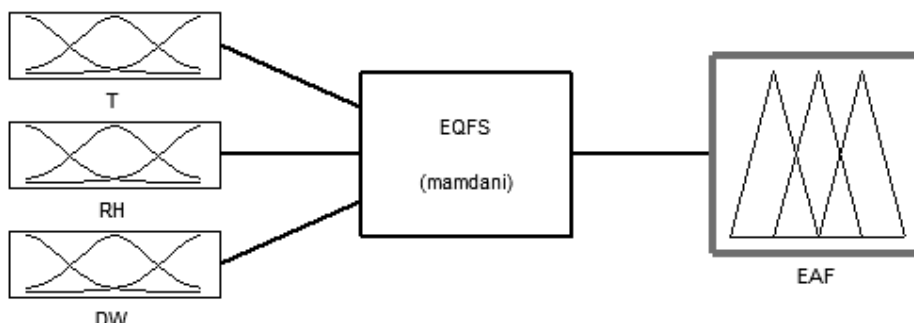 T
EQFS
(mamdani)
RH
EAF
DW